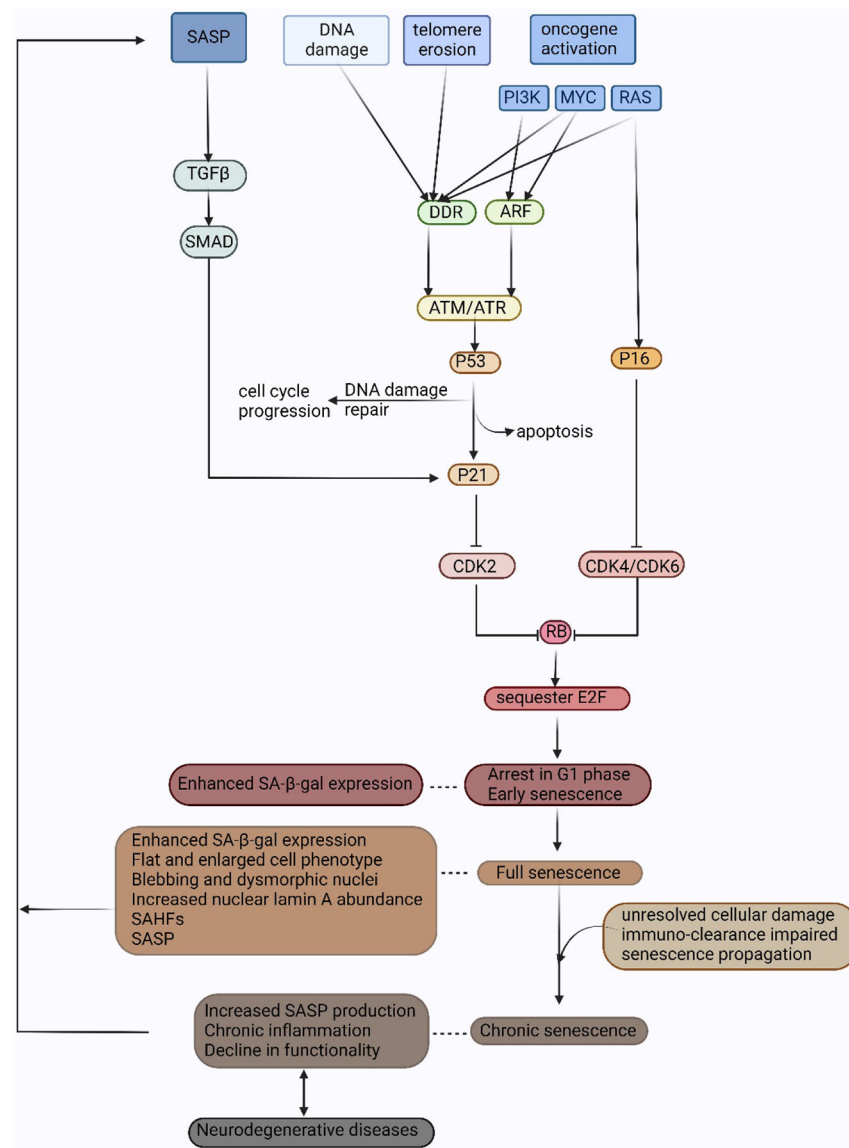 SASP
DNA
damage
telomere
erosion
oncogene
activation
PI3K
MYC
RAS
TGFβ
SMAD
DDR
ARF
ATM/ATR
P53
P16
cell cycle
progression
DNA damage
repair
apoptosis
P21
CDK2
CDK4/CDK6
RB
sequester E2F
Enhanced SA-β-gal expression
Arrest in G1 phase
Early senescence
Enhanced SA-β-gal expression
Flat and enlarged cell phenotype
Blebbing and dysmorphic nuclei
Increased nuclear lamin A abundance
SAHFs
SASP
Full senescence
unresolved cellular damage
immuno-clearance impaired
senescence propagation
Increased SASP production
Chronic inflammation
Decline in functionality
Chronic senescence
Neurodegenerative diseases